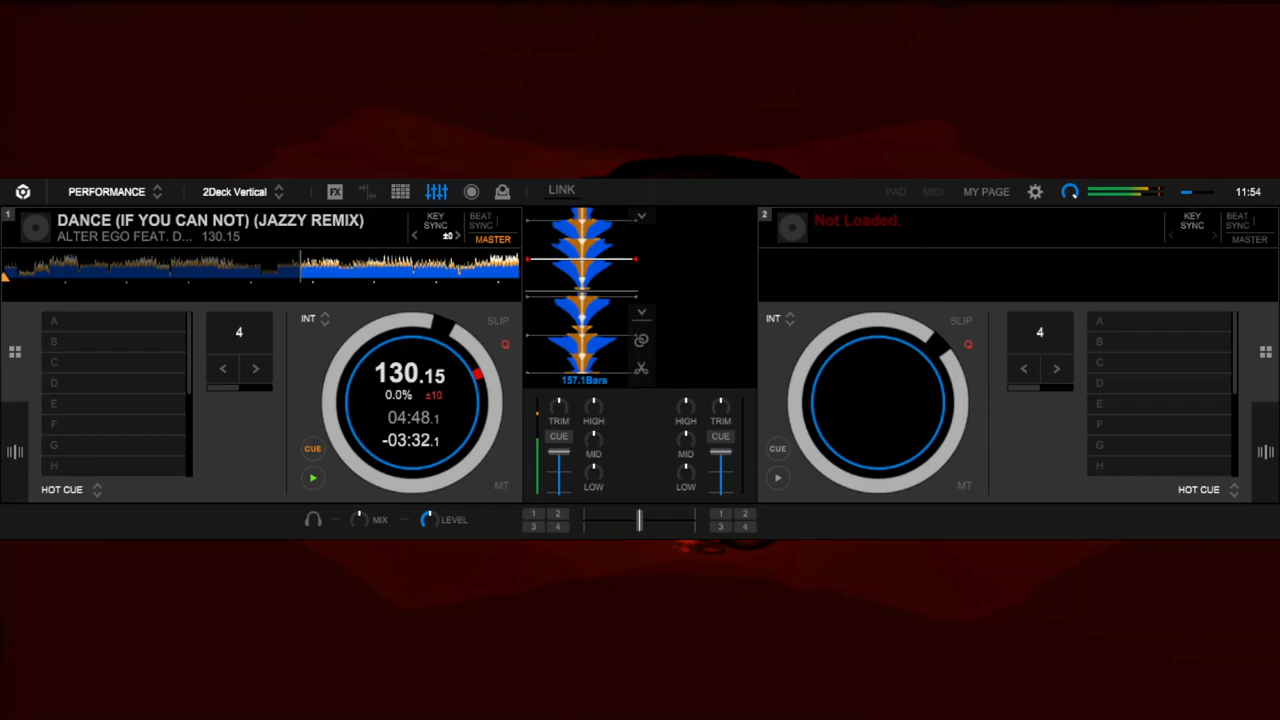 PERFORMANCE 2Deck Vertical FX LINK PAD MIDI MY PAGE 11:54
1 DANCE (IF YOU CAN NOT) (JAZZY REMIX) KEY SYNC BEAT SYNC
ALTER EGO FEAT. D... 130.15 ±0 MASTER
2 Not Loaded. KEY SYNC BEAT SYNC
MASTER
A
B
C
D
E
F
G
H
HOT CUE
4
INT
SLIP
Q
130.15
0.0% ±10
04:48.1
-03:32.1
CUE
MT
157.1Bars
TRIM HIGH HIGH TRIM
CUE MID MID CUE
LOW LOW
INT
SLIP
Q
CUE
MT
4
A
B
C
D
E
F
G
H
HOT CUE
MIX LEVEL
1 2 1 2
3 4 3 4